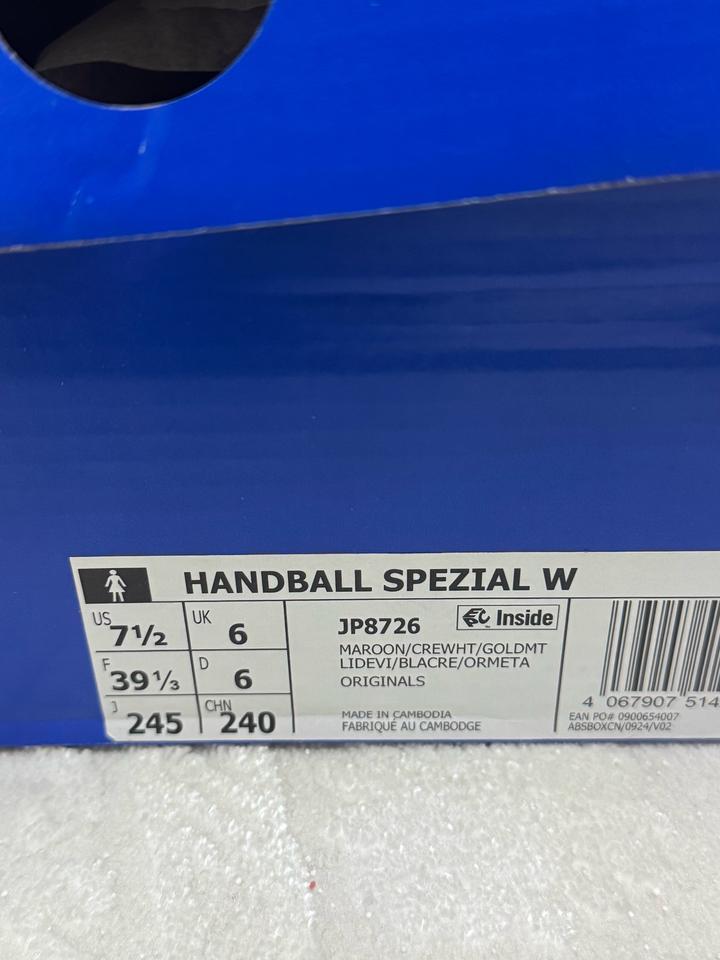 HANDBALL SPEZIAL W
US 7½ UK 6
F 39⅓ D 6
J 245 CHN 240
JP8726
Inside
MAROON/CREWHT/GOLDMT
LIDEVI/BLACRE/ORMETA
ORIGINALS
MADE IN CAMBODIA
FABRIQUÉ AU CAMBODGE
4 067907 514
EAN PO# 0900654007
ABSBOXCN/0924/V02